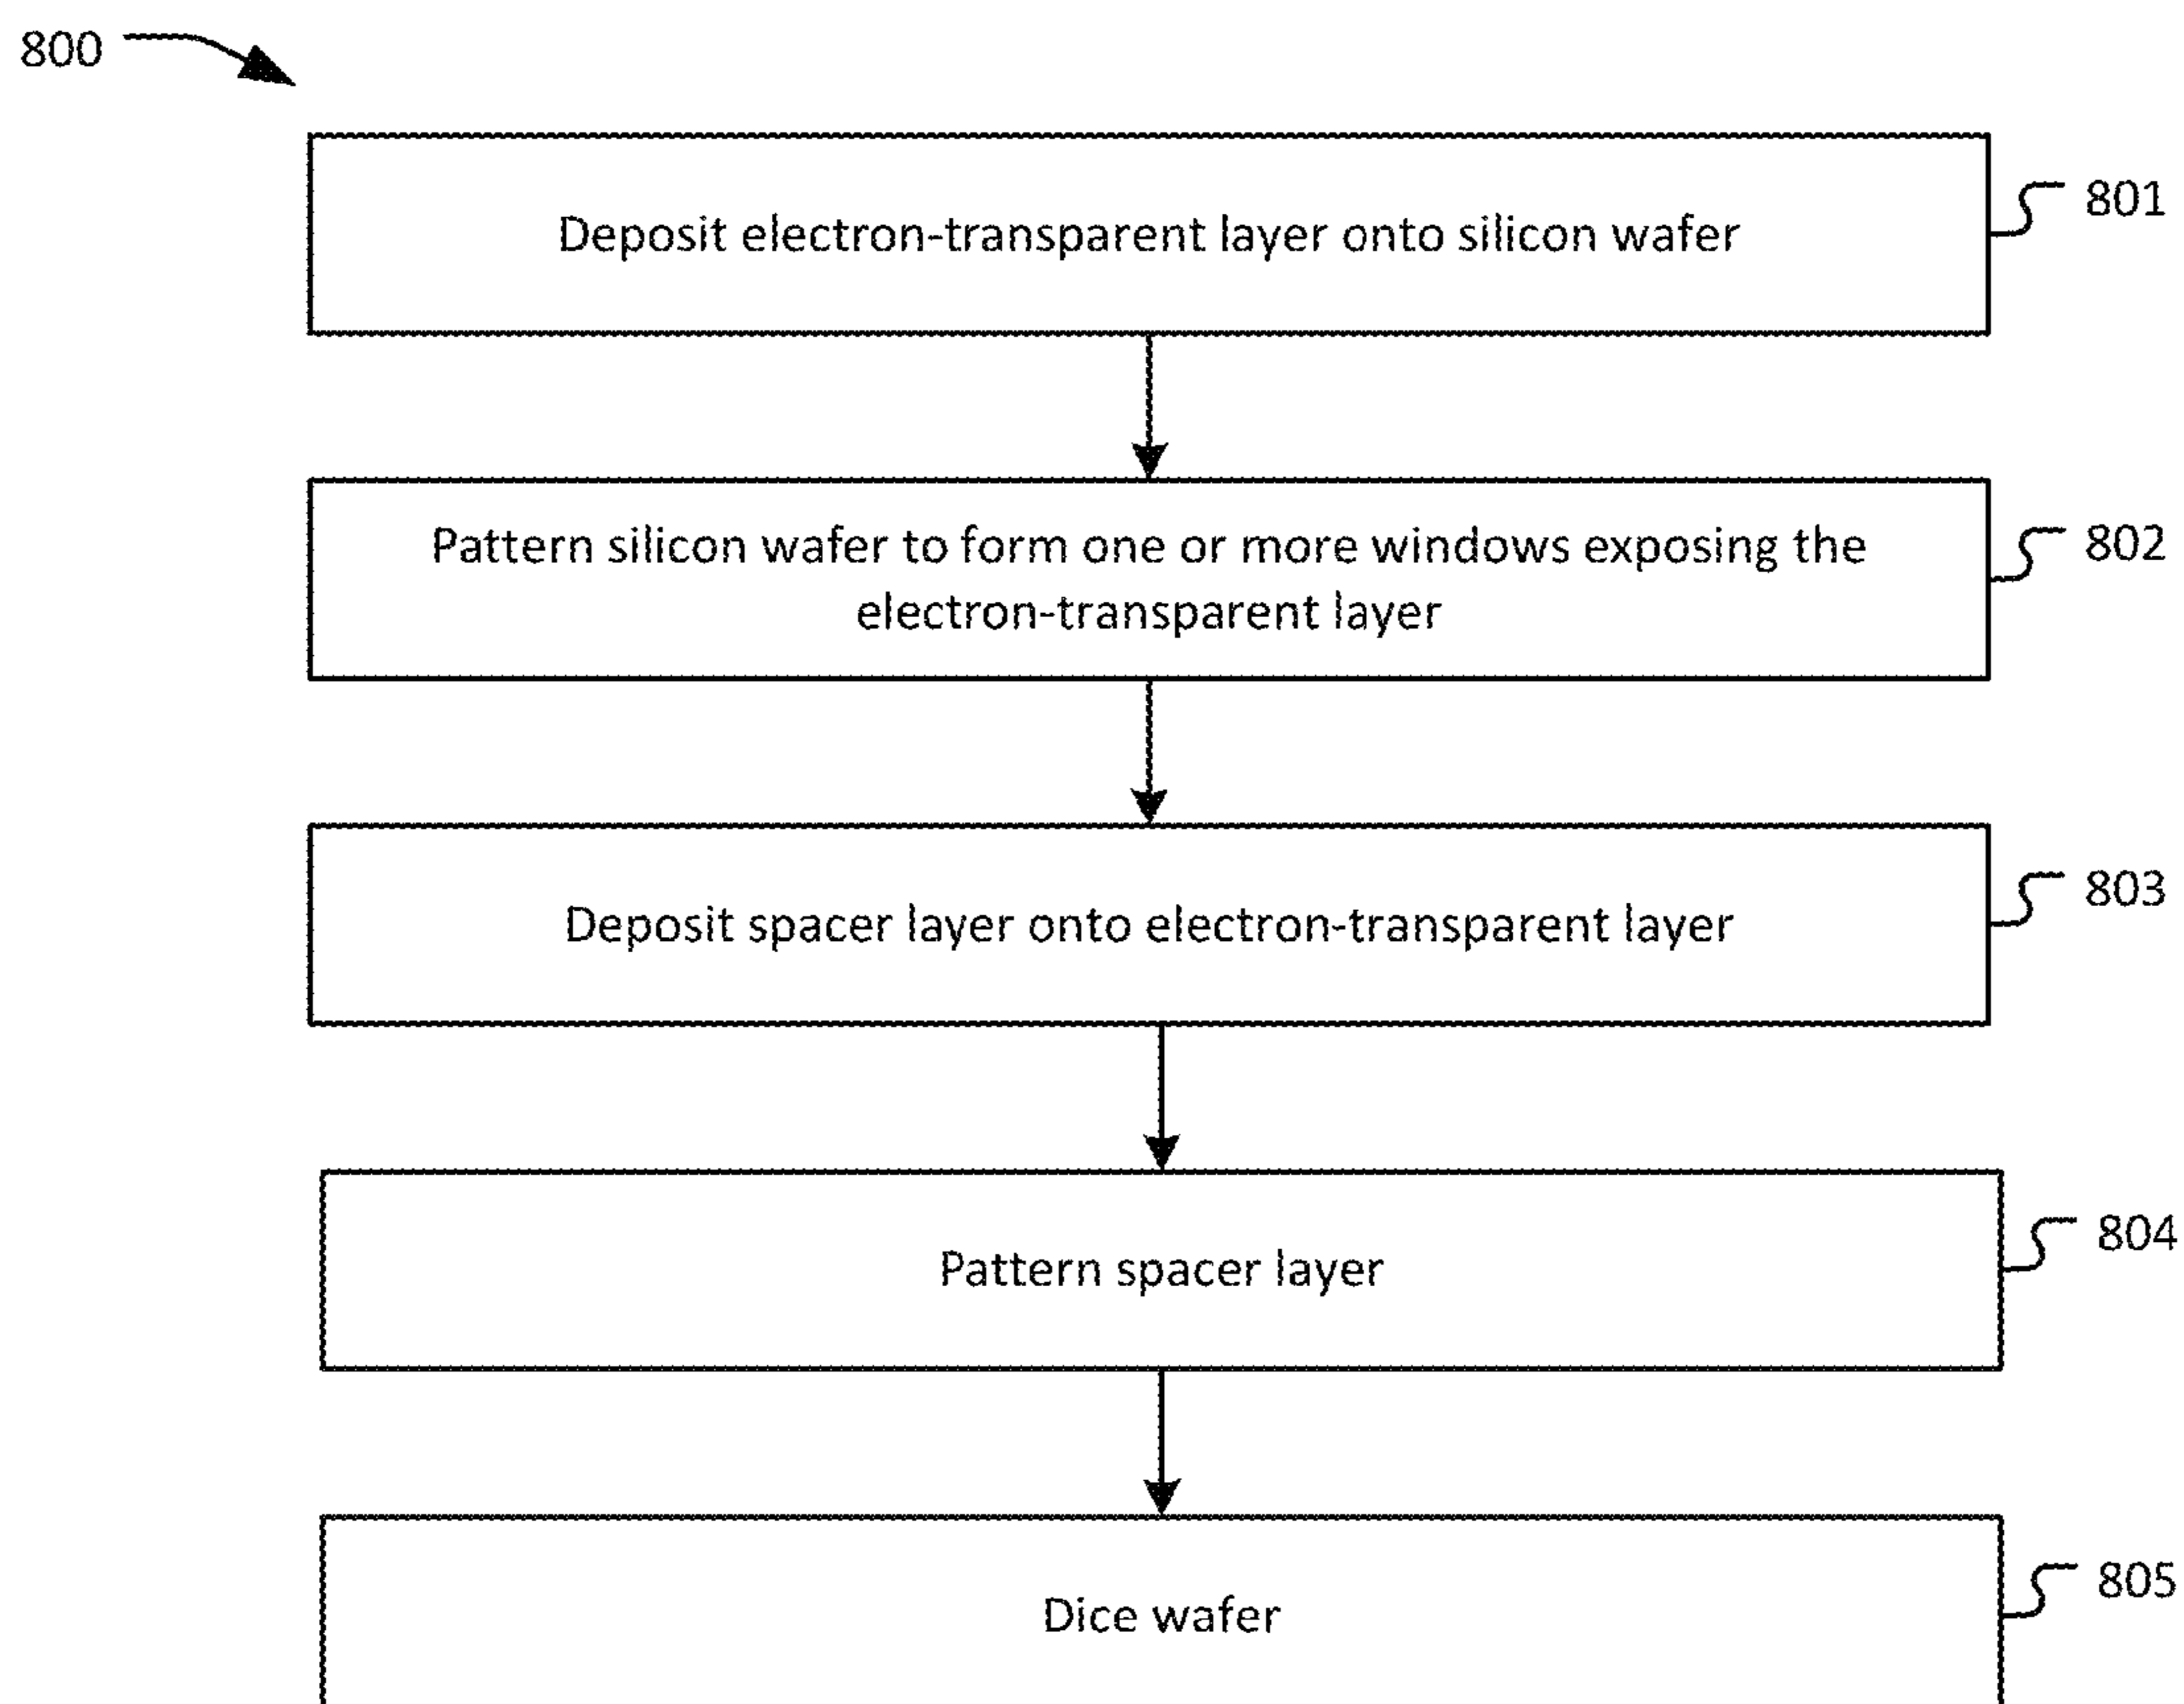 800
Deposit electron-transparent layer onto silicon wafer
801
Pattern silicon wafer to form one or more windows exposing the
electron-transparent layer
802
Deposit spacer layer onto electron-transparent layer
803
Pattern spacer layer
804
Dice wafer
805